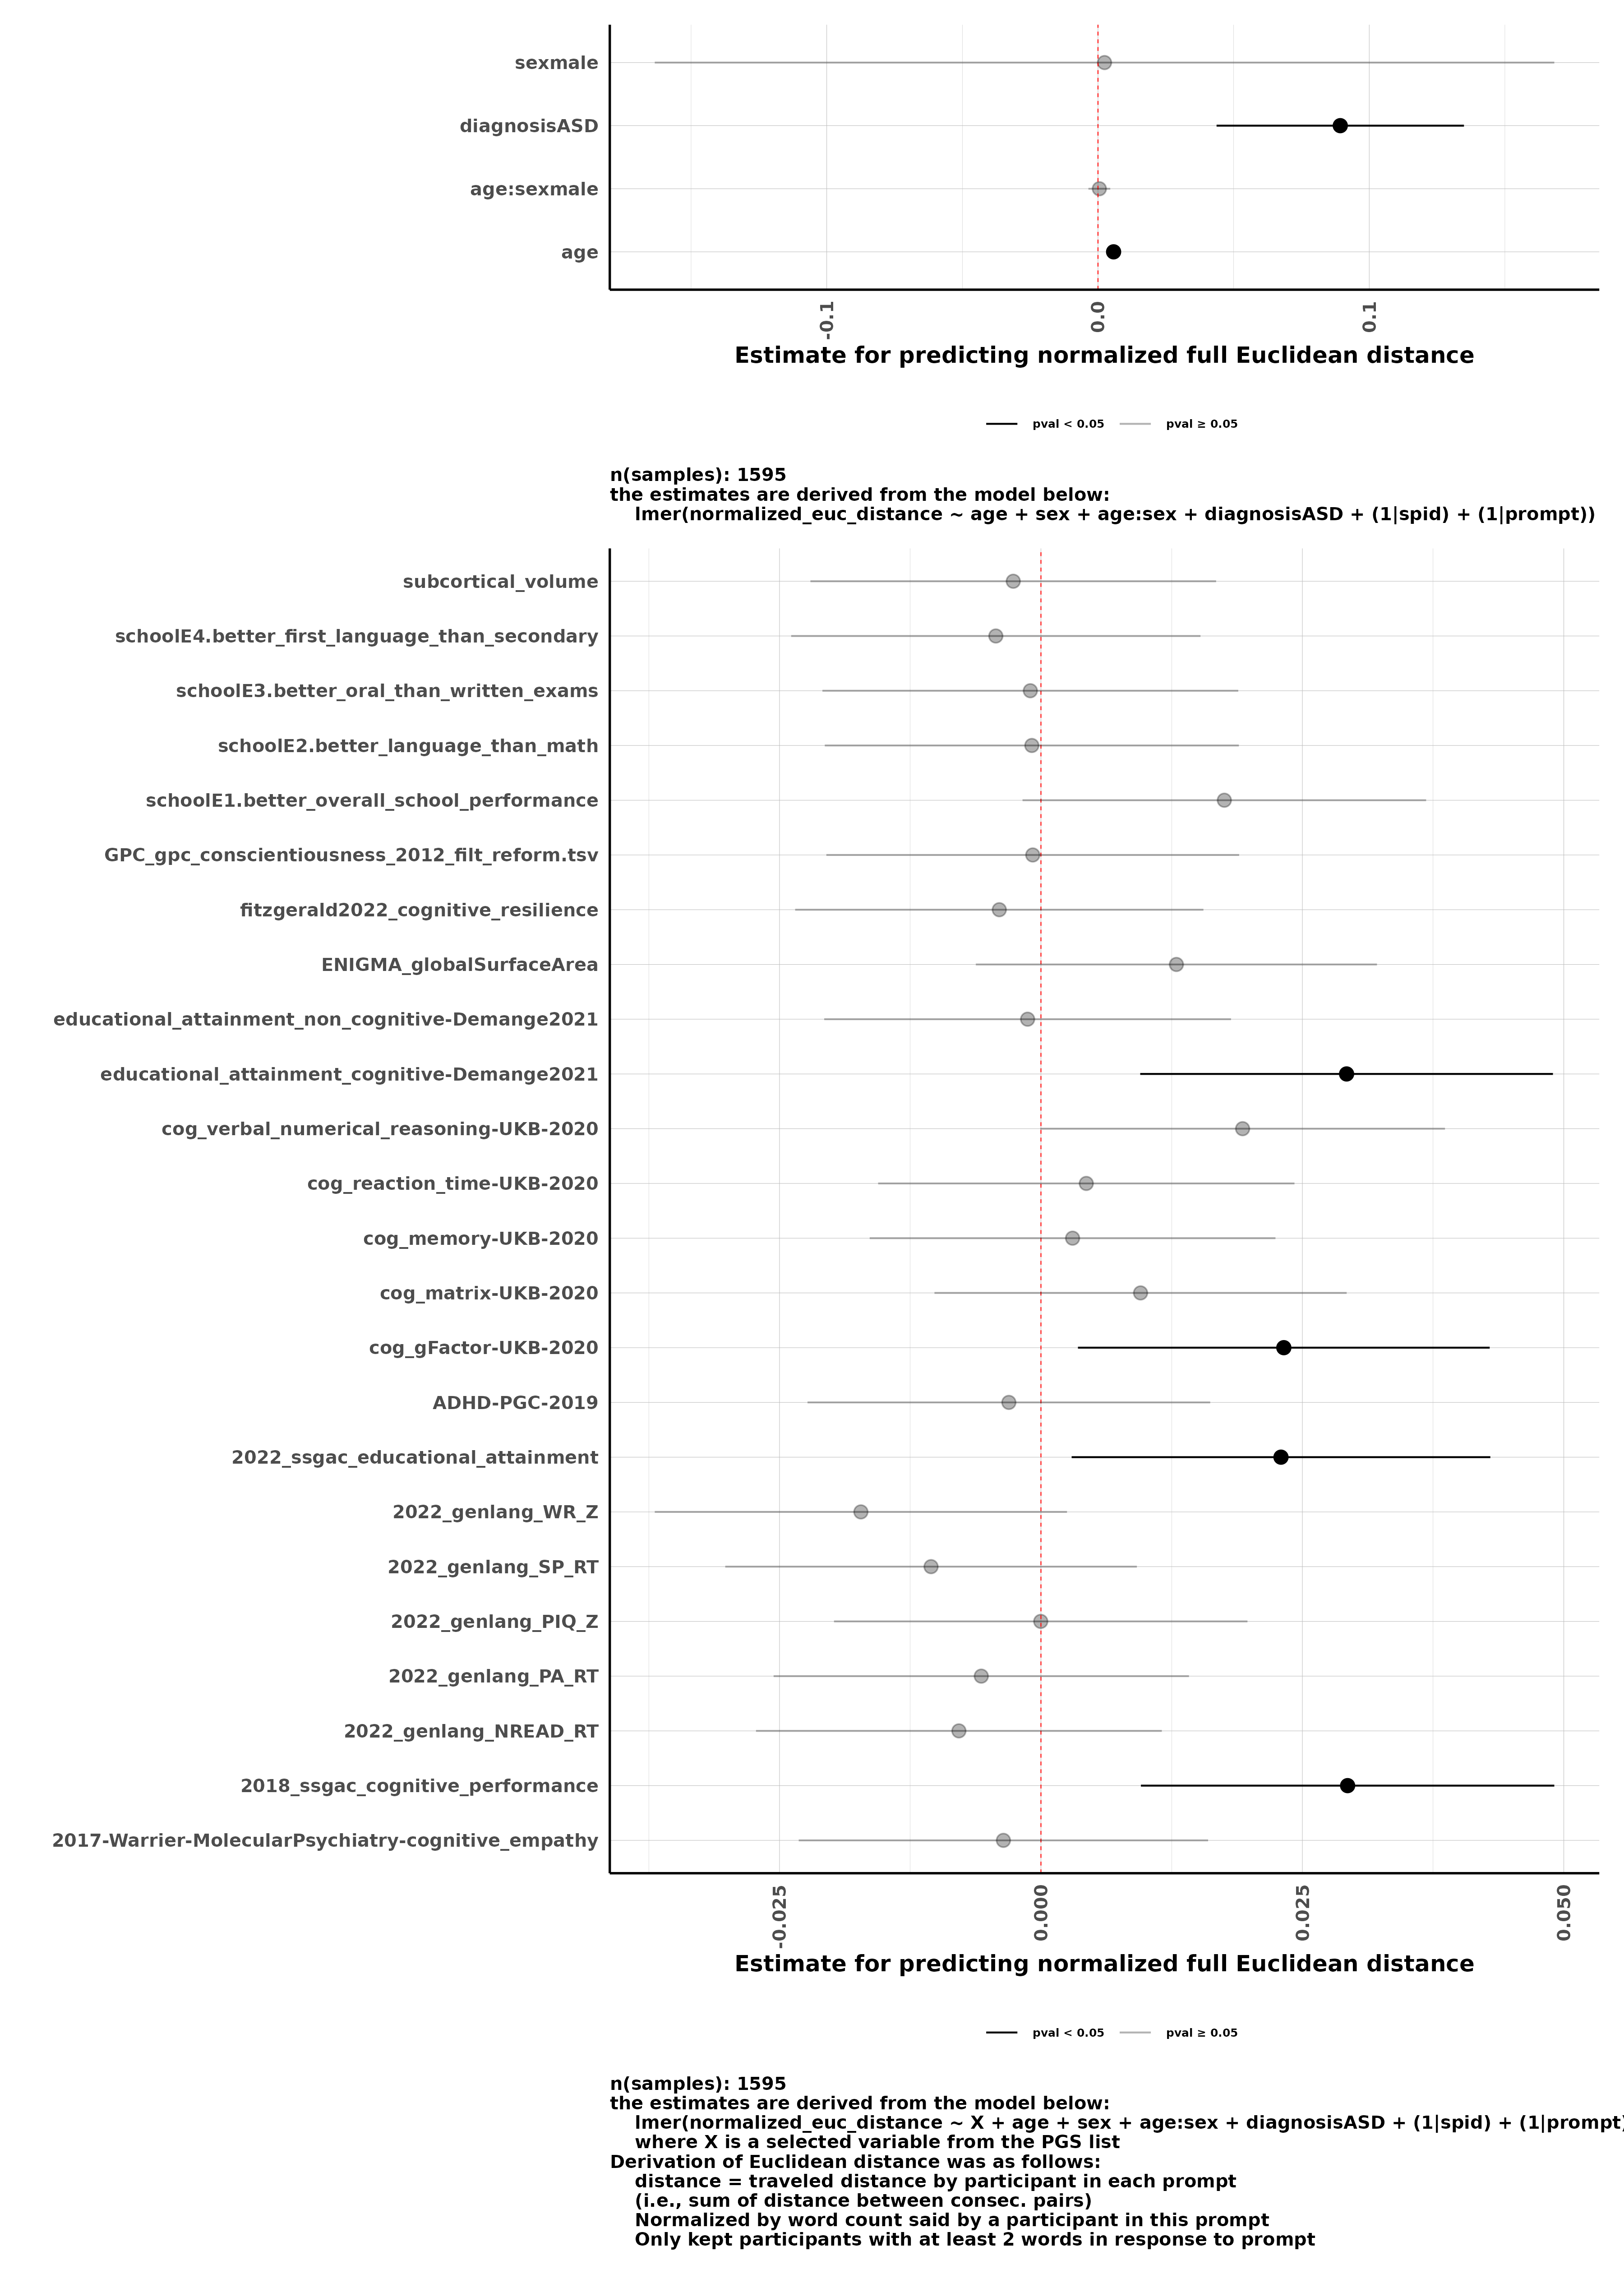 sexmale
diagnosisASD
age:sexmale
age
-0.1
0.0
0.1
Estimate for predicting normalized full Euclidean distance
pval < 0.05 pval ≥ 0.05
n(samples): 1595
the estimates are derived from the model below:
lmer(normalized_euc_distance ~ age + sex + age:sex + diagnosisASD + (1|spid) + (1|prompt))
subcortical_volume
schoolE4.better_first_language_than_secondary
schoolE3.better_oral_than_written_exams
schoolE2.better_language_than_math
schoolE1.better_overall_school_performance
GPC_gpc_conscientiousness_2012_filt_reform.tsv
fitzgerald2022_cognitive_resilience
ENIGMA_globalSurfaceArea
educational_attainment_non_cognitive-Demange2021
educational_attainment_cognitive-Demange2021
cog_verbal_numerical_reasoning-UKB-2020
cog_reaction_time-UKB-2020
cog_memory-UKB-2020
cog_matrix-UKB-2020
cog_gFactor-UKB-2020
ADHD-PGC-2019
2022_ssgac_educational_attainment
2022_genlang_WR_Z
2022_genlang_SP_RT
2022_genlang_PIQ_Z
2022_genlang_PA_RT
2022_genlang_NREAD_RT
2018_ssgac_cognitive_performance
2017-Warrier-MolecularPsychiatry-cognitive_empathy
-0.025
0.000
0.025
0.050
Estimate for predicting normalized full Euclidean distance
pval < 0.05 pval ≥ 0.05
n(samples): 1595
the estimates are derived from the model below:
lmer(normalized_euc_distance ~ X + age + sex + age:sex + diagnosisASD + (1|spid) + (1|prompt)
where X is a selected variable from the PGS list
Derivation of Euclidean distance was as follows:
distance = traveled distance by participant in each prompt
(i.e., sum of distance between consec. pairs)
Normalized by word count said by a participant in this prompt
Only kept participants with at least 2 words in response to prompt